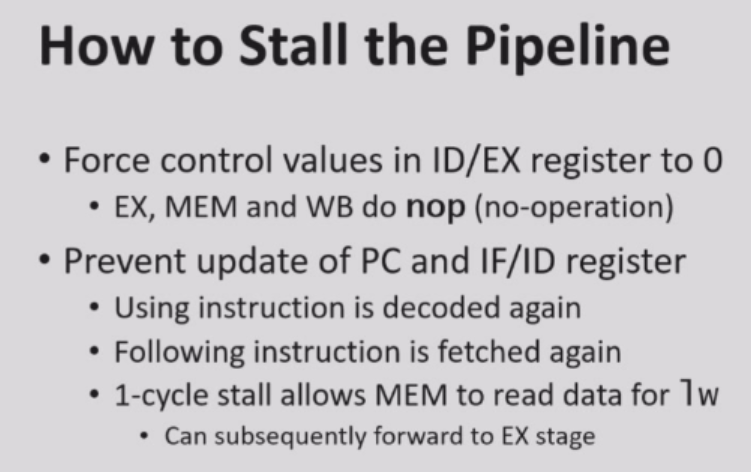 How to Stall the Pipeline
• Force control values in ID/EX register to 0
• EX, MEM and WB do nop (no-operation)
• Prevent update of PC and IF/ID register
• Using instruction is decoded again
• Following instruction is fetched again
• 1-cycle stall allows MEM to read data for lw
• Can subsequently forward to EX stage